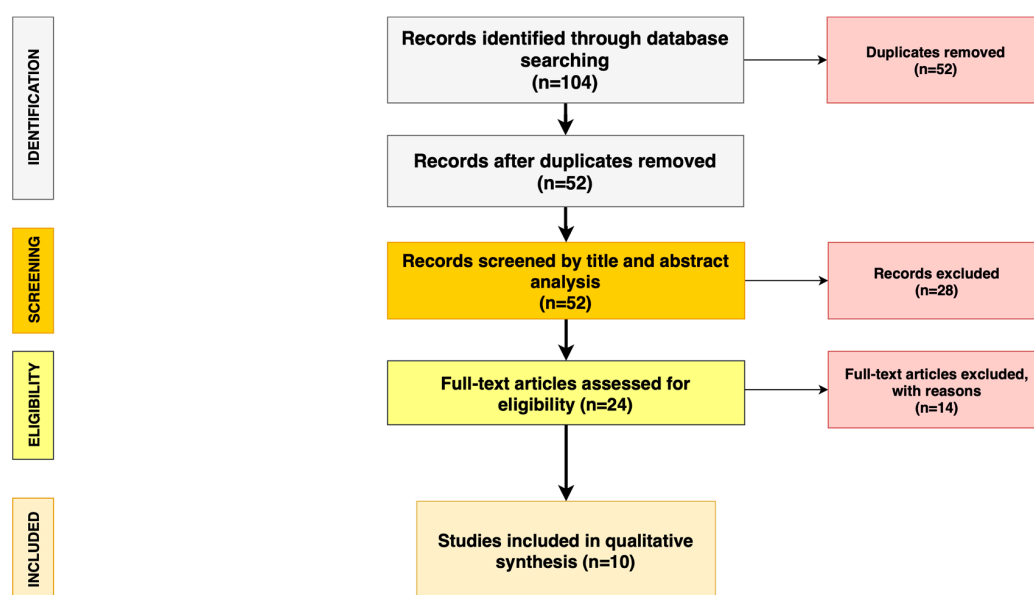 IDENTIFICATION
Records identified through database
searching
(n=104)
Duplicates removed
(n=52)
Records after duplicates removed
(n=52)
SCREENING
Records screened by title and abstract
analysis
(n=52)
Records excluded
(n=28)
ELIGIBILITY
Full-text articles assessed for
eligibility (n=24)
Full-text articles excluded,
with reasons
(n=14)
INCLUDED
Studies included in qualitative
synthesis (n=10)